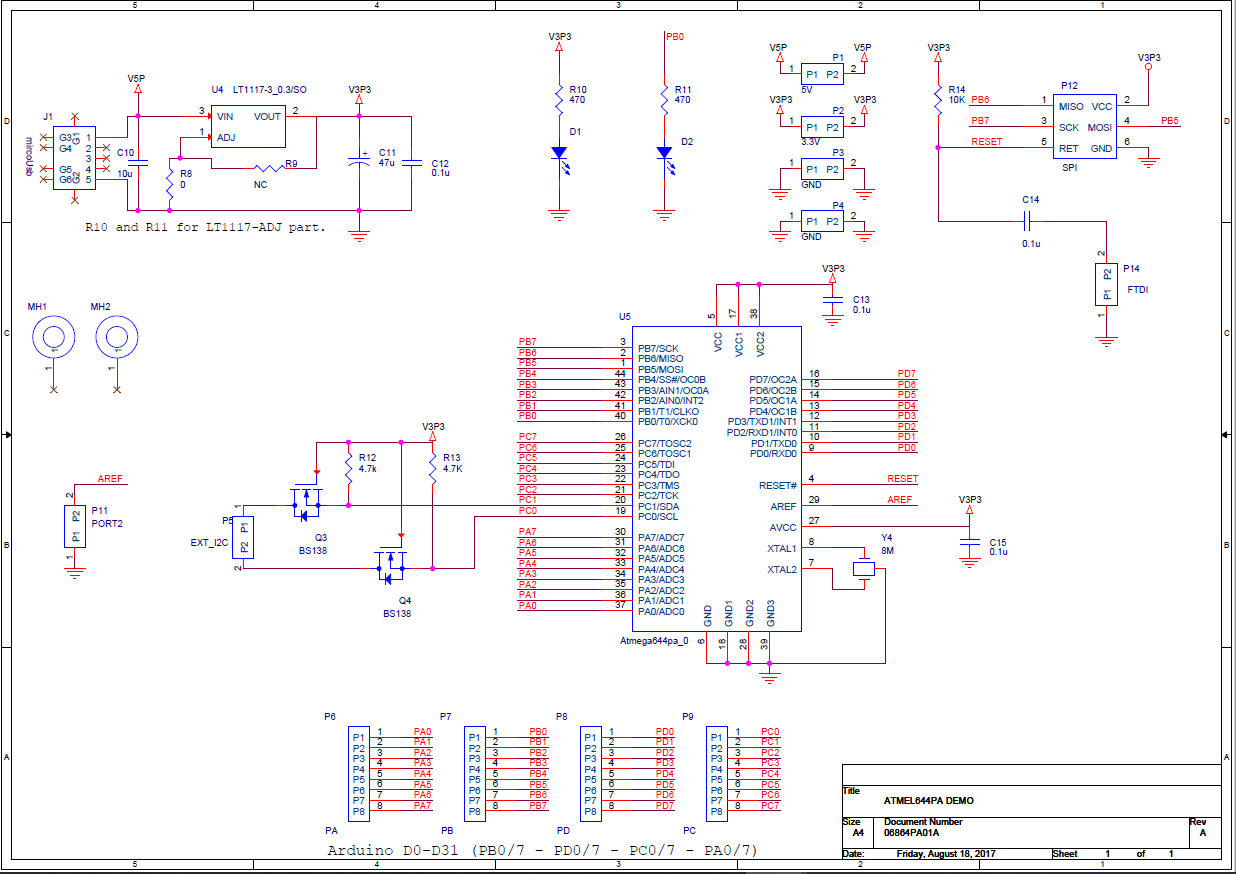 5 4 3 2 1
D
C
B
A
V5P
U4 LT1117-3_0.3/SO
3 VIN VOUT 2
1 ADJ
V3P3
J1
mircoUSB
G3 G1 1
G4 2
3
G5 4
G6 G2 5
C10
10u
R8
0
R9
NC
C11
47u
C12
0.1u
R10 and R11 for LT1117-ADJ part.
V3P3
R10
470
D1
PB0
R11
470
D2
V5P P1 V5P
1 P1 P2 2
5V
V3P3 P2 V3P3
1 P1 P2 2
3.3V
P3
1 P1 P2 2
GND
P4
1 P1 P2 2
GND
V3P3
R14
10K
P12
V3P3
PB6 1 MISO VCC 2
PB7 3 SCK MOSI 4 PB5
RESET 5 RET GND 6
SPI
C14
0.1u
2
P2 P14
P1 FTDI
1
MH1 MH2
1 1
1 1
AREF
2
P2 P11
P1 PORT2
1
V3P3
R12
4.7k
R13
4.7K
P5
EXT_I2C
1
P1
P2
2
Q3
BS138
Q4
BS138
V3P3
C13
0.1u
U5
5 17 38
VCC VCC1 VCC2
PB7 3 PB7/SCK
PB6 2 PB6/MISO
PB5 1 PB5/MOSI
PB4 44 PB4/SS#/OC0B
PB3 43 PB3/AIN1/OC0A
PB2 42 PB2/AIN0/INT2
PB1 41 PB1/T1/CLKO
PB0 40 PB0/T0/XCK0
PC7 26 PC7/TOSC2
PC6 25 PC6/TOSC1
PC5 24 PC5/TDI
PC4 23 PC4/TDO
PC3 22 PC3/TMS
PC2 21 PC2/TCK
PC1 20 PC1/SDA
PC0 19 PC0/SCL
PA7 30 PA7/ADC7
PA6 31 PA6/ADC6
PA5 32 PA5/ADC5
PA4 33 PA4/ADC4
PA3 34 PA3/ADC3
PA2 35 PA2/ADC2
PA1 36 PA1/ADC1
PA0 37 PA0/ADC0
PD7/OC2A 16 PD7
PD6/OC2B 15 PD6
PD5/OC1A 14 PD5
PD4/OC1B 13 PD4
PD3/TXD1/INT1 12 PD3
PD2/RXD1/INT0 11 PD2
PD1/TXD0 10 PD1
PD0/RXD0 9 PD0
RESET# 4 RESET
AREF 29 AREF
AVCC 27
XTAL1 8
XTAL2 7
V3P3
C15
0.1u
Y4
8M
GND GND1 GND2 GND3
6 18 28 39
Atmega644pa_0
P6 P7 P8 P9
P1 1 PA0 P1 1 PB0 P1 1 PD0 P1 1 PC0
P2 2 PA1 P2 2 PB1 P2 2 PD1 P2 2 PC1
P3 3 PA2 P3 3 PB2 P3 3 PD2 P3 3 PC2
P4 4 PA3 P4 4 PB3 P4 4 PD3 P4 4 PC3
P5 5 PA4 P5 5 PB4 P5 5 PD4 P5 5 PC4
P6 6 PA5 P6 6 PB5 P6 6 PD5 P6 6 PC5
P7 7 PA6 P7 7 PB6 P7 7 PD6 P7 7 PC6
P8 8 PA7 P8 8 PB7 P8 8 PD7 P8 8 PC7
PA PB PD PC
Arduino D0-D31 (PB0/7 - PD0/7 - PC0/7 - PA0/7)
Title
ATMEL644PA DEMO
Size Document Number Rev
A4 06864PA01A A
Date: Friday, August 18, 2017 Sheet 1 of 1
D
C
B
A
5 4 3 2 1